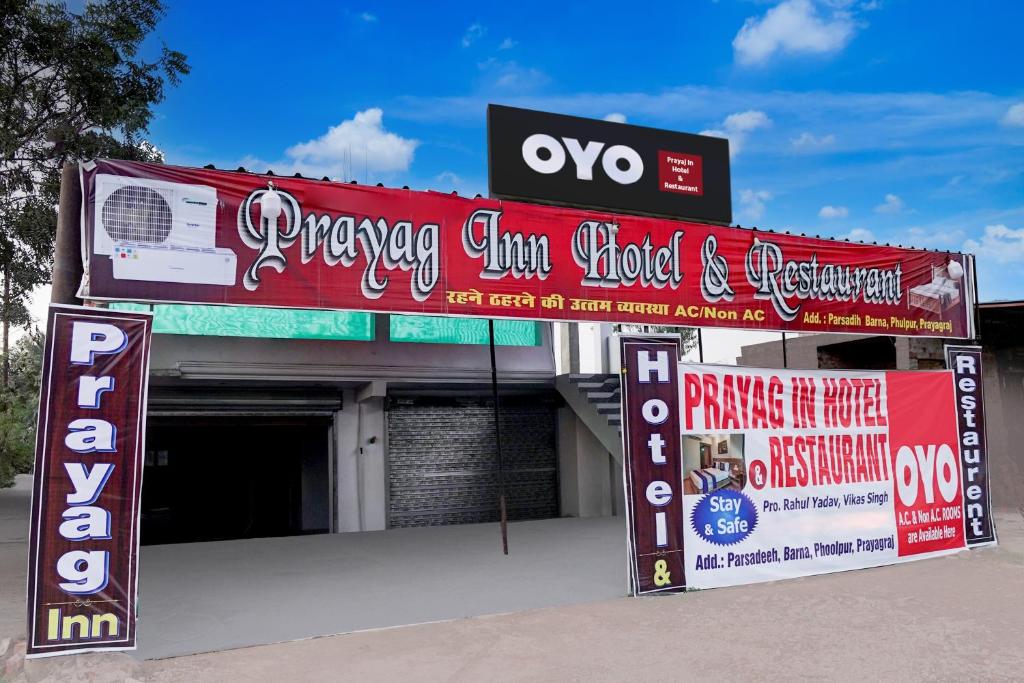 OYO
Prayaj In
Hotel
&
Restaurant
Prayag Inn Hotel & Restaurant
रहने ठहरने की उत्तम व्यवस्था AC/Non AC
Add. : Parsadih Barna, Phulpur, Prayagraj
Prayag
Inn
Hotel
&
PRAYAG IN HOTEL
& RESTAURANT
Stay
& Safe
Pro. Rahul Yadav, Vikas Singh
Add.: Parsadeeh, Barna, Phoolpur, Prayagraj
OYO
A.C. & Non A.C. ROOMS
are Available Here
Restaurent